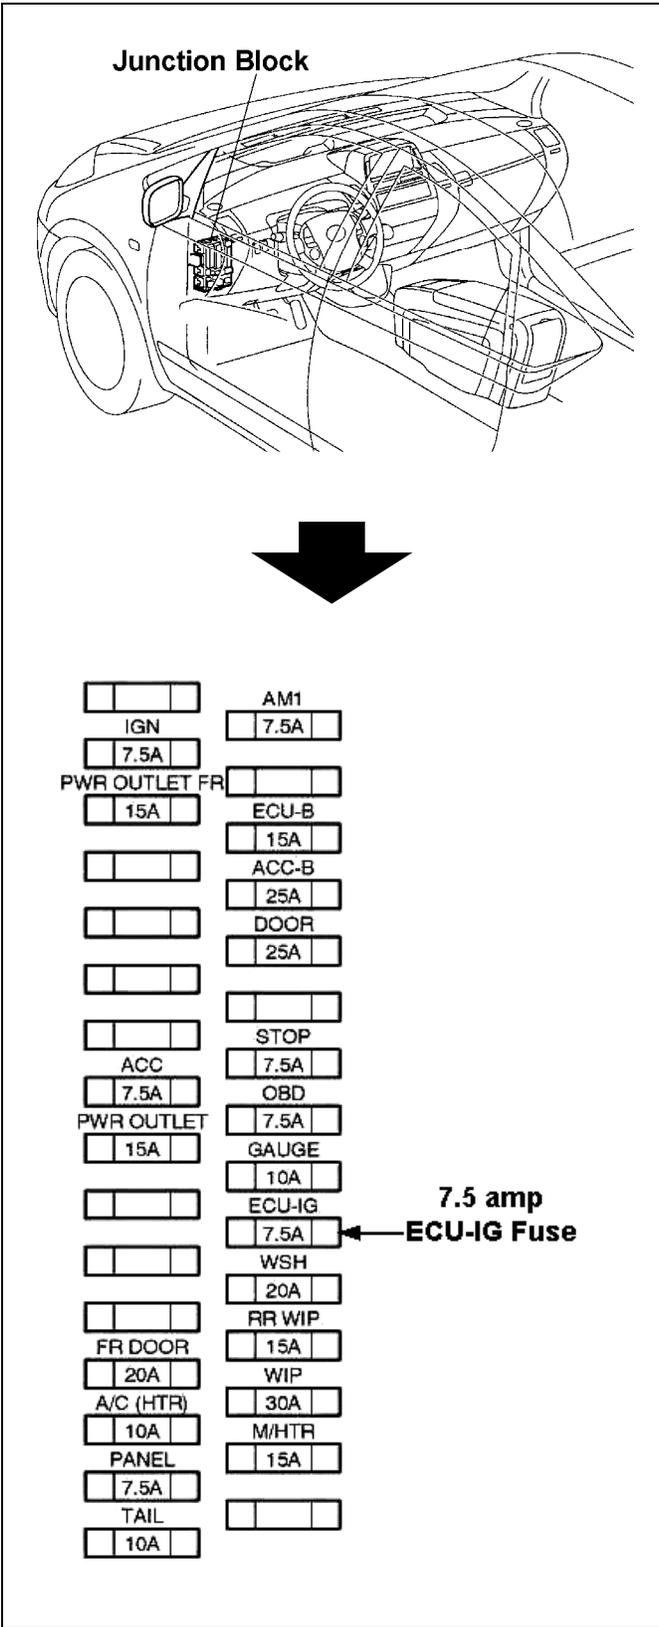 Junction Block
AM1
IGN
7.5A
7.5A
PWR OUTLET FR
15A
ECU-B
15A
ACC-B
25A
DOOR
25A
STOP
ACC
7.5A
7.5A
OBD
PWR OUTLET
7.5A
15A
GAUGE
10A
ECU-IG
7.5A
7.5 amp
ECU-IG Fuse
WSH
20A
RR WIP
FR DOOR
15A
20A
WIP
A/C (HTR)
30A
10A
M/HTR
PANEL
15A
7.5A
TAIL
10A